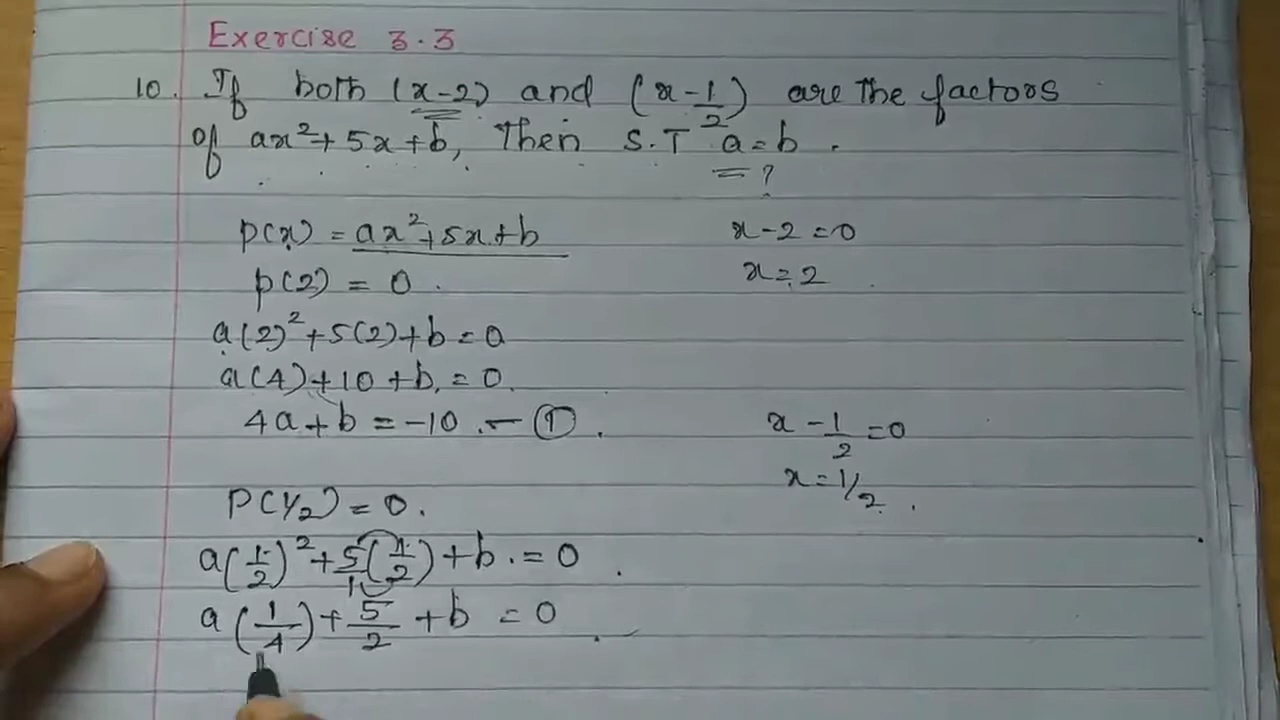 Exercise 3.3
10. If both (x-2) and (x-1/2) are the factors
of ax²+5x+b, Then S.T a=b.
= ?
p(x) = ax²+5x+b
x-2=0
p(2) = 0.
x=2
a(2)²+5(2)+b=0
a(4)+10+b=0.
4a+b=-10.-①.
x-1/2=0
x=1/2.
P(1/2)=0.
a(1/2)²+5/1(1/2)+b.=0.
a(1/4)+5/2+b=0.